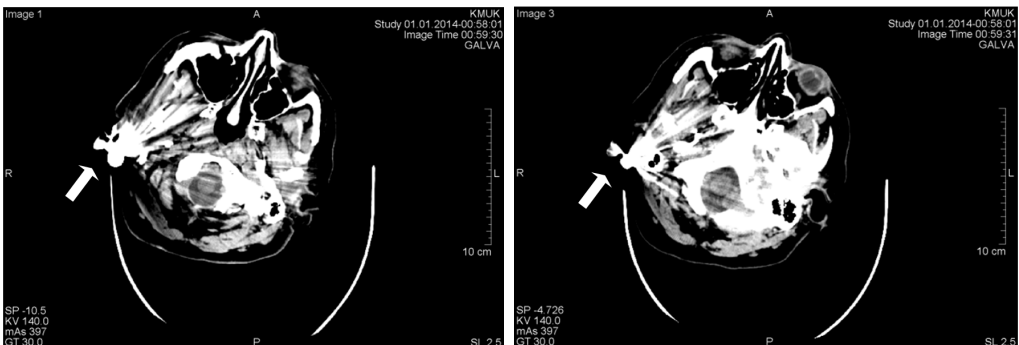 Image 1
A
KMUK
Study 01.01.2014-00:58:01
Image Time 00:59:30
GALVA
R
L
10 cm
SP -10.5
KV 140.0
mAs 397
GT 30.0
P
SL 2.5
Image 3
A
KMUK
Study 01.01.2014-00:58:01
Image Time 00:59:31
GALVA
R
L
10 cm
SP -4.726
KV 140.0
mAs 397
GT 30.0
P
SL 2.5